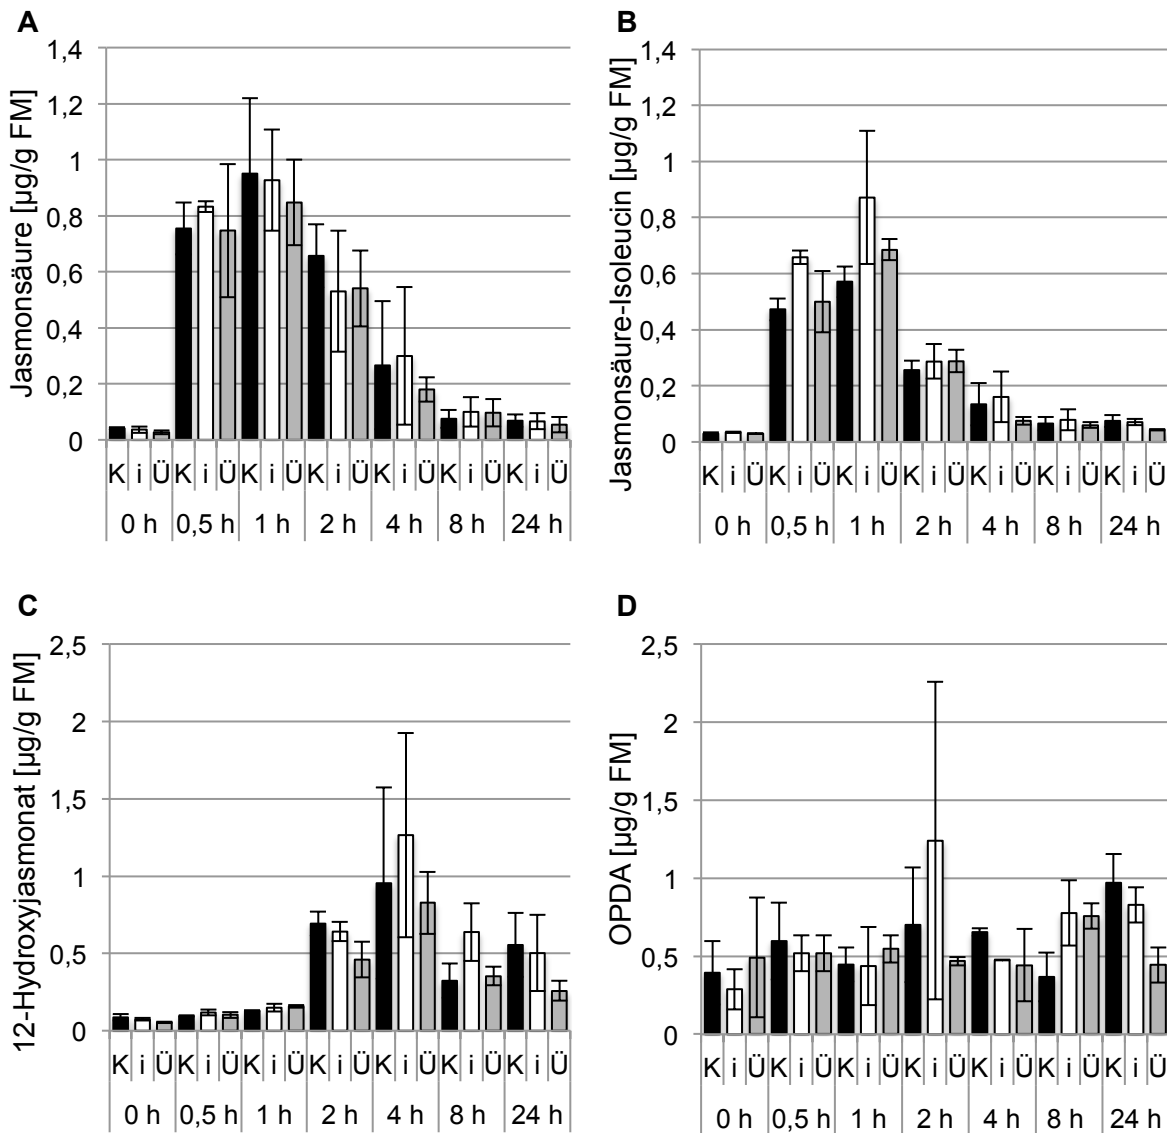 A
Jasmonsäure [µg/g FM]
1,4
1,2
1
0,8
0,6
0,4
0,2
0
K i Ü K i Ü K i Ü K i Ü K i Ü K i Ü K i Ü
0 h 0,5 h 1 h 2 h 4 h 8 h 24 h
B
Jasmonsäure-Isoleucin [µg/g FM]
1,4
1,2
1
0,8
0,6
0,4
0,2
0
K i Ü K i Ü K i Ü K i Ü K i Ü K i Ü K i Ü
0 h 0,5 h 1 h 2 h 4 h 8 h 24 h
C
12-Hydroxyjasmonat [µg/g FM]
2,5
2
1,5
1
0,5
0
K i Ü K i Ü K i Ü K i Ü K i Ü K i Ü K i Ü
0 h 0,5 h 1 h 2 h 4 h 8 h 24 h
D
OPDA [µg/g FM]
2,5
2
1,5
1
0,5
0
K i Ü K i Ü K i Ü K i Ü K i Ü K i Ü K i Ü
0 h 0,5 h 1 h 2 h 4 h 8 h 24 h